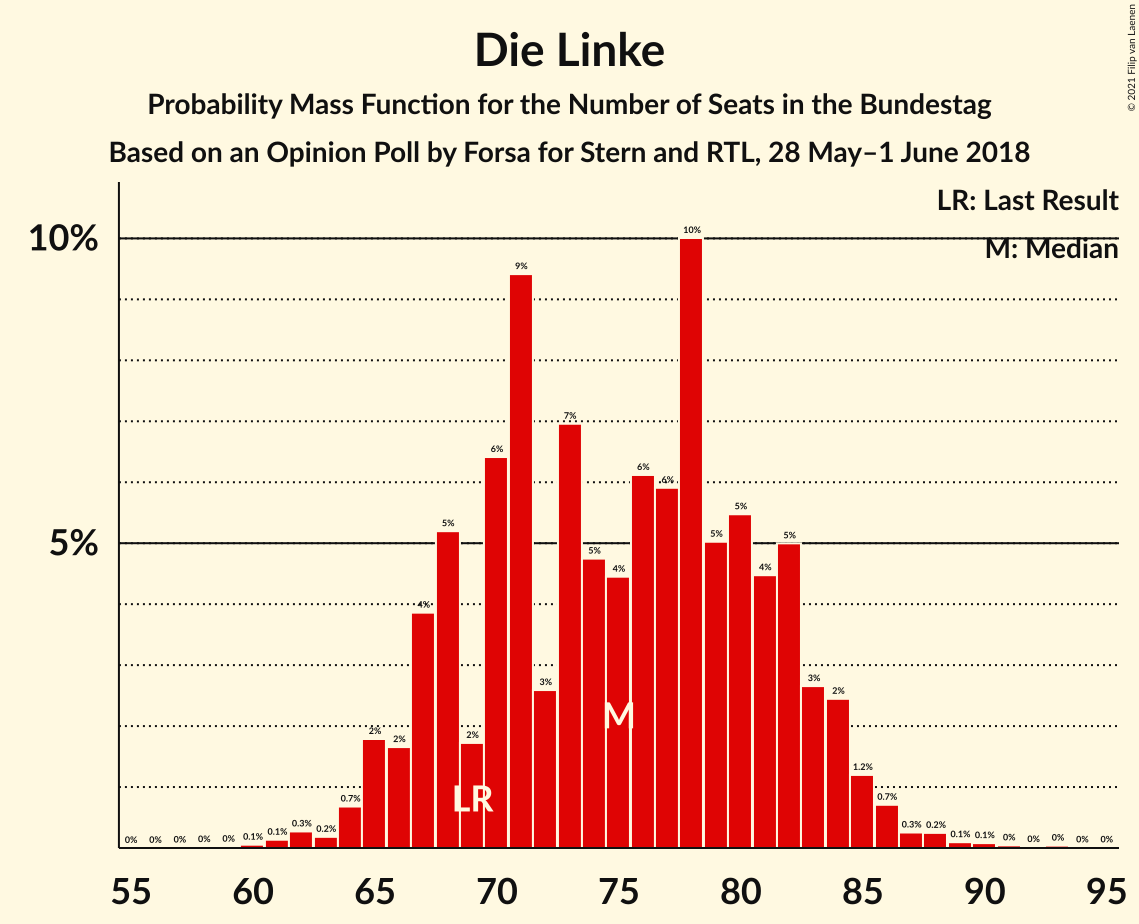 Die Linke
Probability Mass Function for the Number of Seats in the Bundestag
Based on an Opinion Poll by Forsa for Stern and RTL, 28 May–1 June 2018
© 2021 Filip van Laenen
LR: Last Result
M: Median
10%
5%
0% 0% 0% 0% 0% 0.1% 0.1% 0.3% 0.2% 0.7% 2% 2% 4% 5% 2% 6% 9% 3% 7% 5% 4% 6% 6% 10% 5% 5% 4% 5% 3% 2% 1.2% 0.7% 0.3% 0.2% 0.1% 0.1% 0% 0% 0% 0% 0%
M
LR
55 60 65 70 75 80 85 90 95